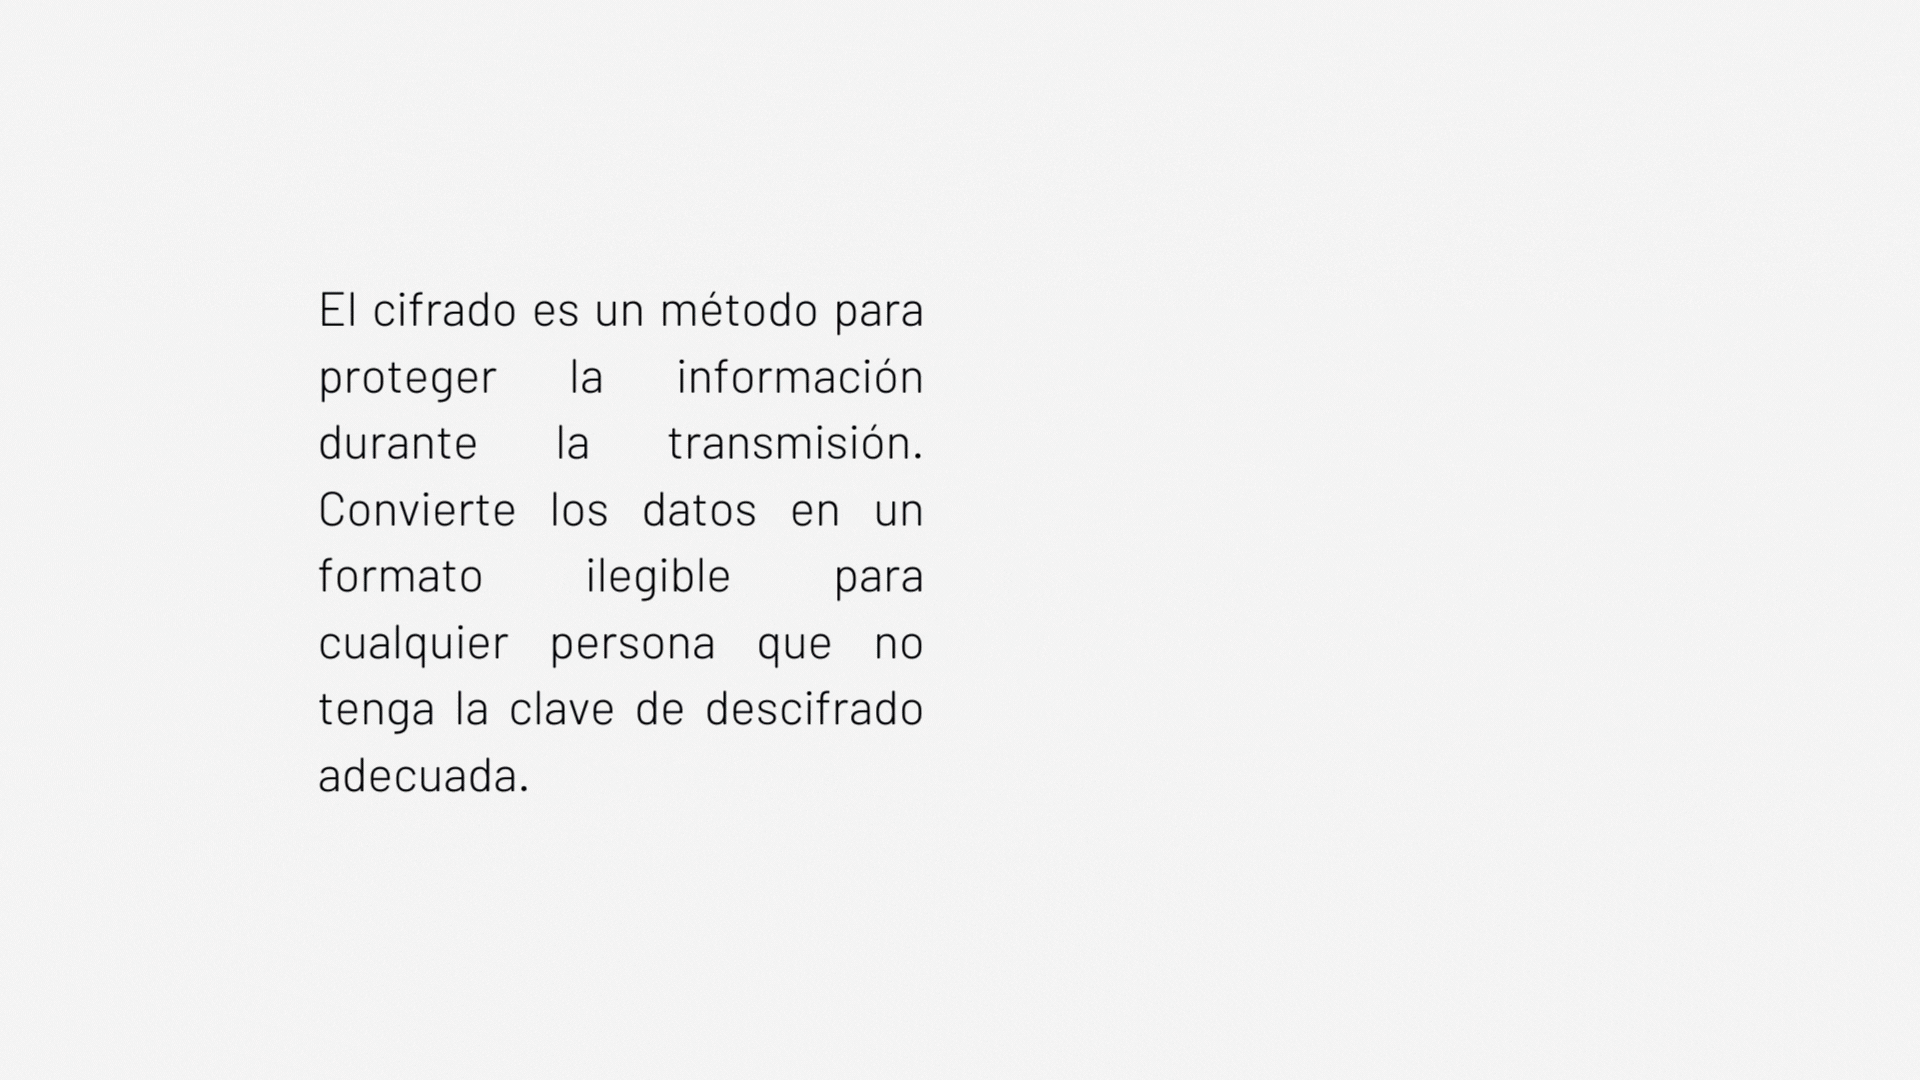 El cifrado es un método para
proteger la información
durante la transmisión.
Convierte los datos en un
formato ilegible para
cualquier persona que no
tenga la clave de descifrado
adecuada.